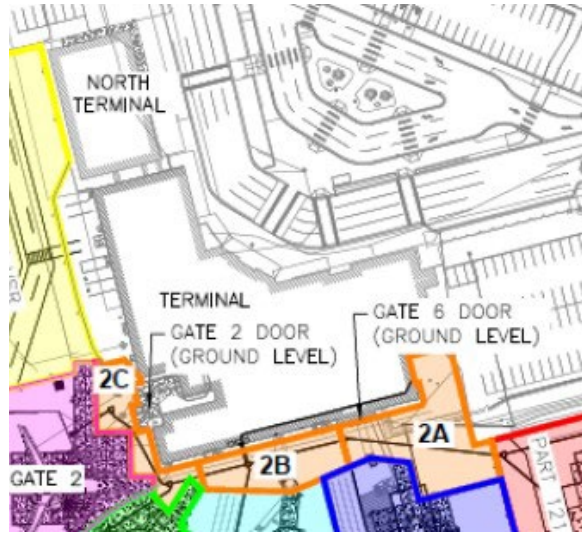 NORTH
TERMINAL
TERMINAL
GATE 2 DOOR
(GROUND LEVEL)
GATE 6 DOOR
(GROUND LEVEL)
2C
2A
2B
GATE 2
PART 121